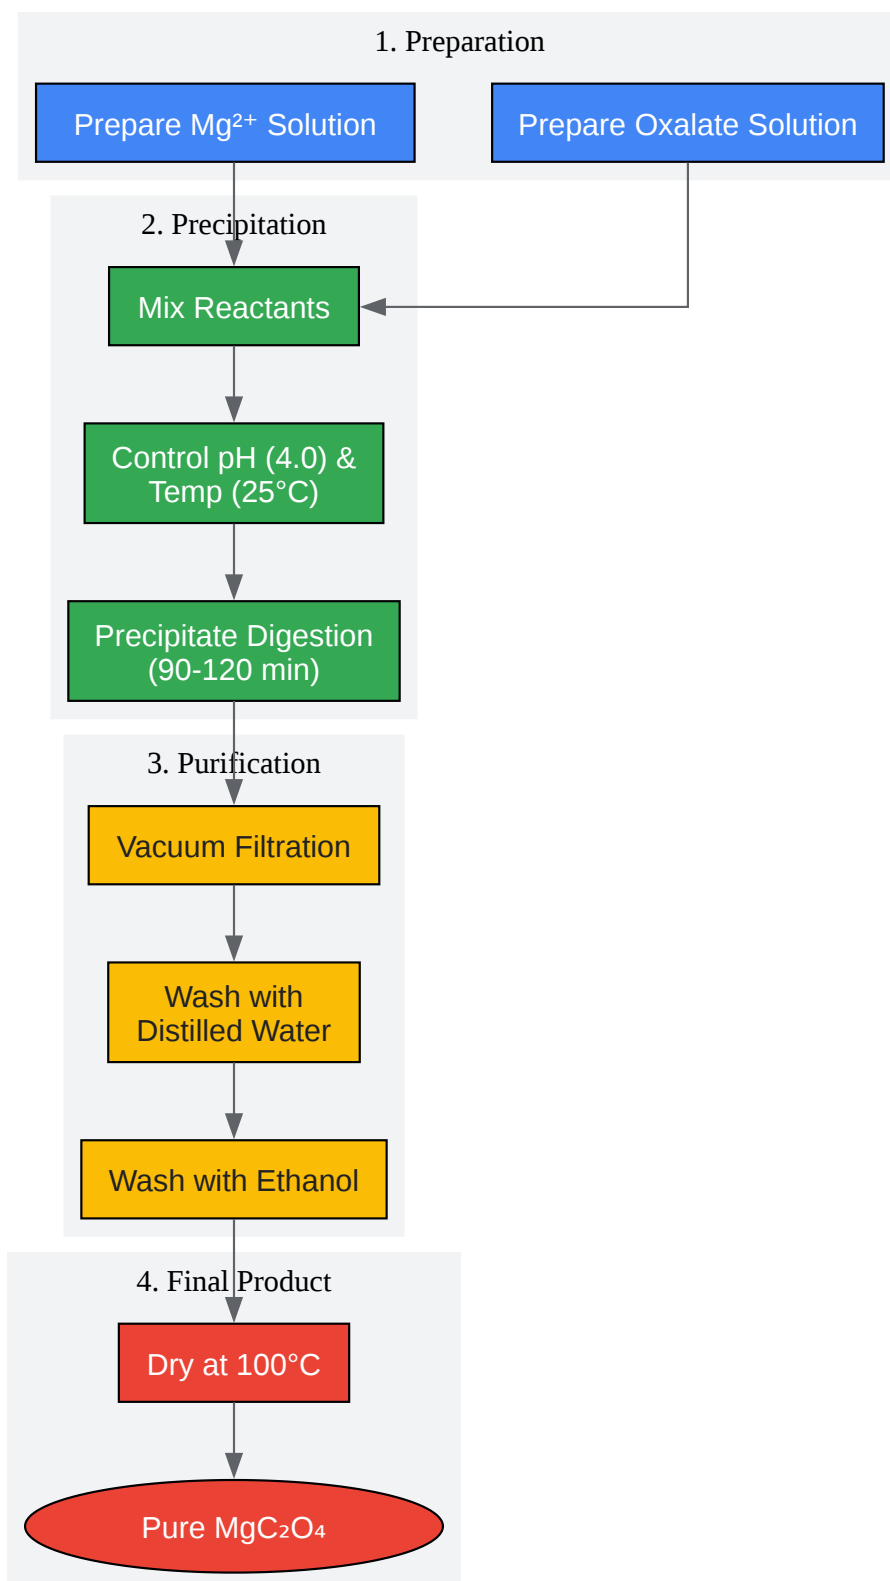 1. Preparation
Prepare Mg²⁺ Solution
Prepare Oxalate Solution
2. Precipitation
Mix Reactants
Control pH (4.0) &
Temp (25°C)
Precipitate Digestion
(90-120 min)
3. Purification
Vacuum Filtration
Wash with
Distilled Water
Wash with Ethanol
4. Final Product
Dry at 100°C
Pure MgC₂O₄